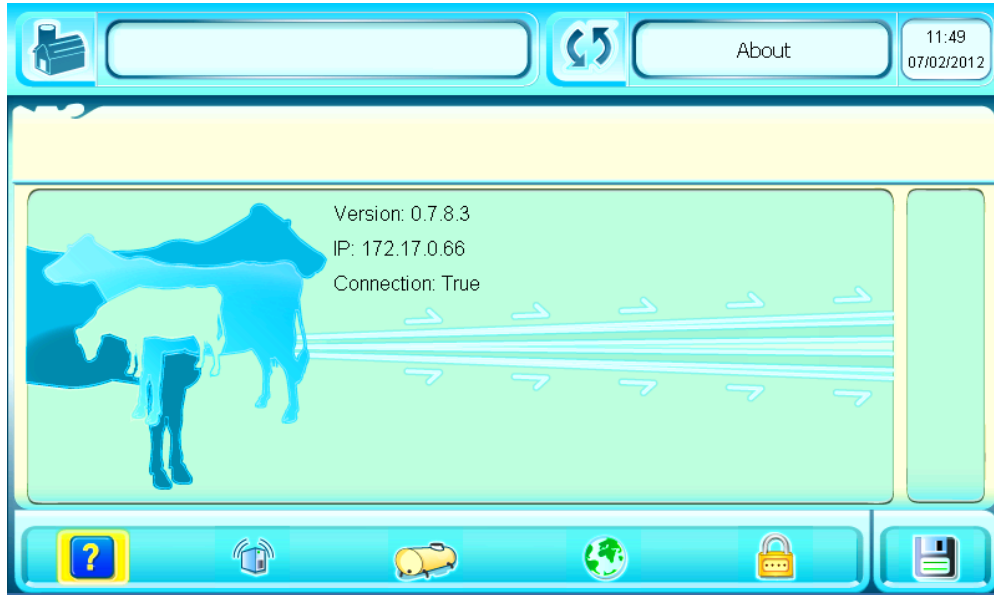 About
11:49
07/02/2012
Version: 0.7.8.3
IP: 172.17.0.66
Connection: True
?